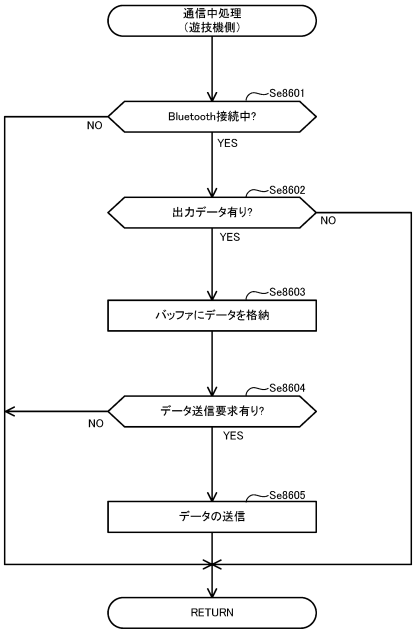 通信中処理
(遊技機側)
Se8601
Bluetooth接続中?
NO
YES
Se8602
出力データ有り?
NO
YES
Se8603
バッファにデータを格納
Se8604
データ送信要求有り?
NO
YES
Se8605
データの送信
RETURN